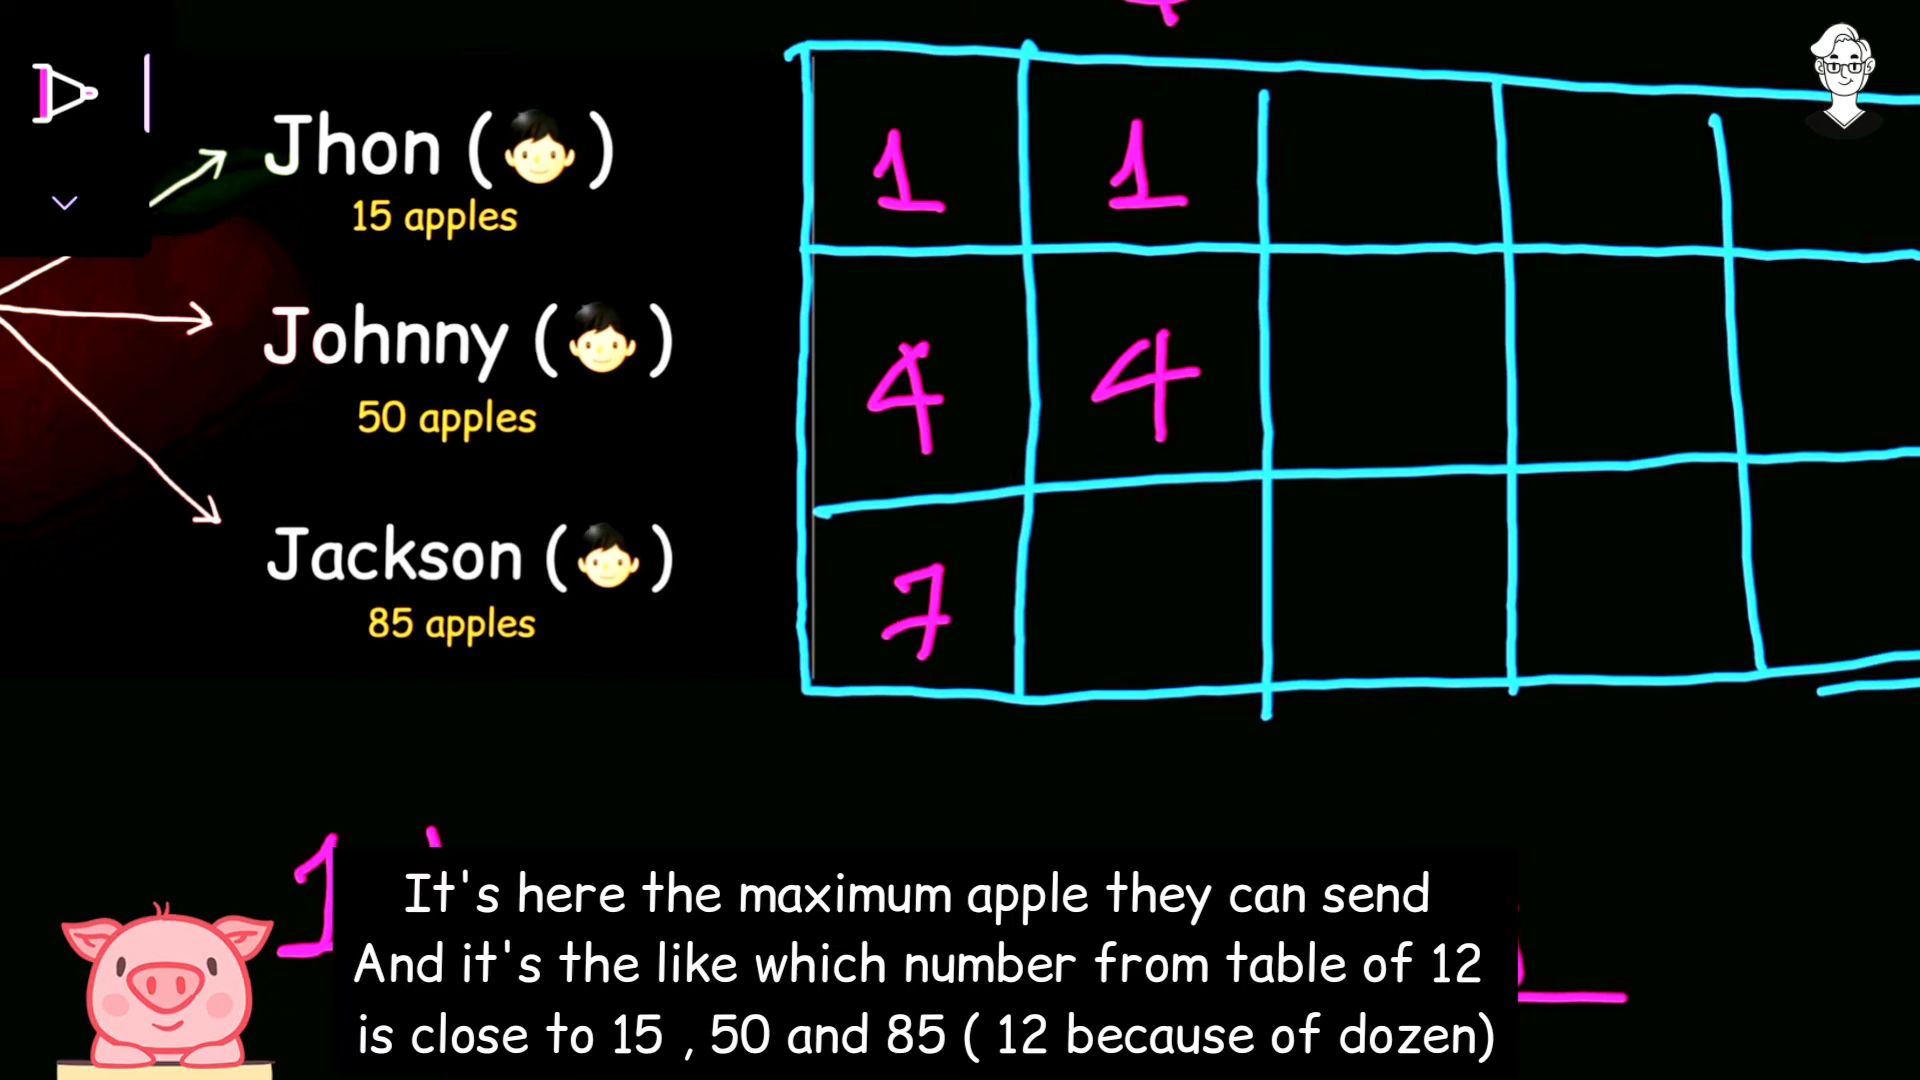 Jhon ( )
15 apples
Johnny ( )
50 apples
Jackson ( )
85 apples
1 1
4 4
7
1
It's here the maximum apple they can send
And it's the like which number from table of 12
is close to 15 , 50 and 85 ( 12 because of dozen)